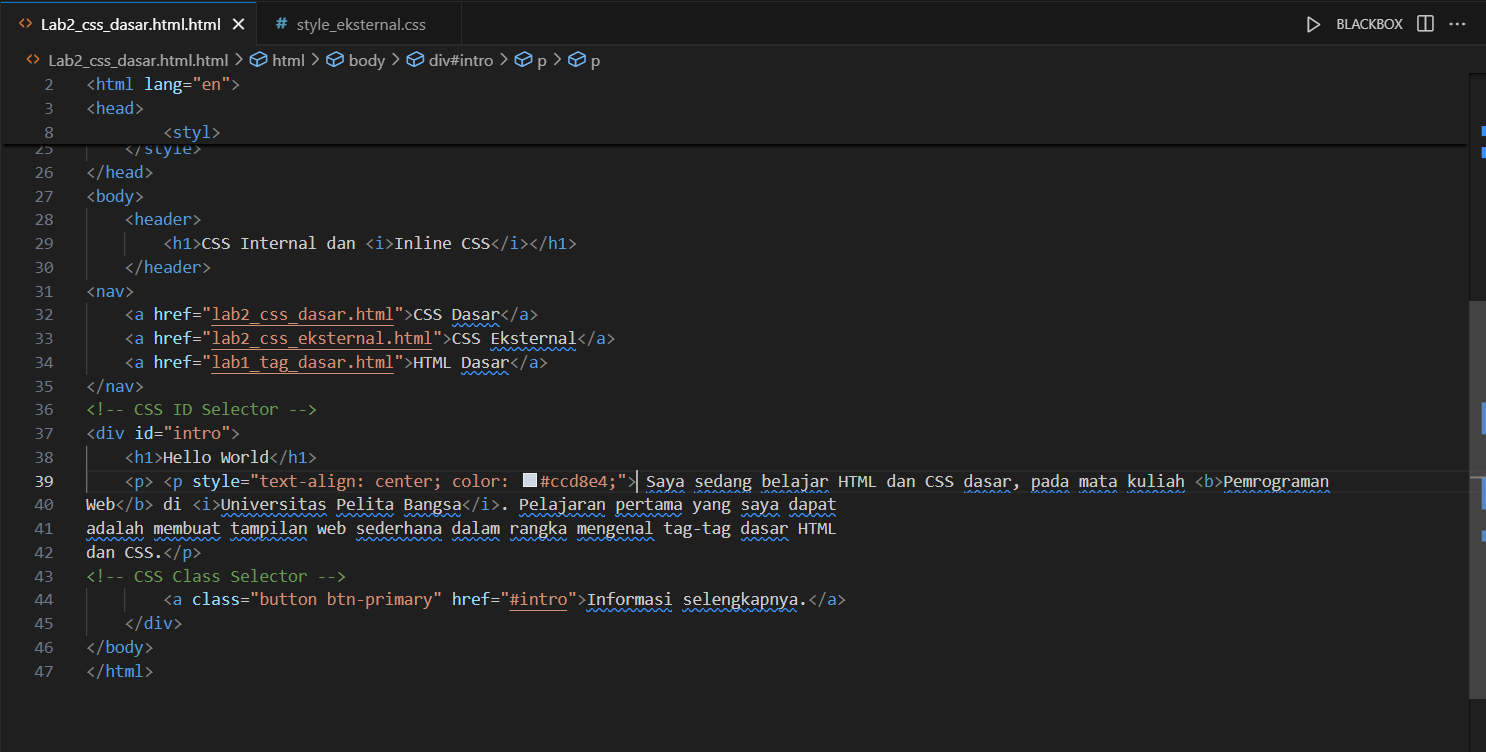 Lab2_css_dasar.html.html
# style_eksternal.css
BLACKBOX
Lab2_css_dasar.html.html > html > body > div#intro > p > p
2 <html lang="en">
3 <head>
8 <styl>
25 </style>
26 </head>
27 <body>
28 <header>
29 <h1>CSS Internal dan <i>Inline CSS</i></h1>
30 </header>
31 <nav>
32 <a href="lab2_css_dasar.html">CSS Dasar</a>
33 <a href="lab2_css_eksternal.html">CSS Eksternal</a>
34 <a href="lab1_tag_dasar.html">HTML Dasar</a>
35 </nav>
36 <!-- CSS ID Selector -->
37 <div id="intro">
38 <h1>Hello World</h1>
39 <p> <p style="text-align: center; color: #ccd8e4;"> Saya sedang belajar HTML dan CSS dasar, pada mata kuliah <b>Pemrograman
40 Web</b> di <i>Universitas Pelita Bangsa</i>. Pelajaran pertama yang saya dapat
41 adalah membuat tampilan web sederhana dalam rangka mengenal tag-tag dasar HTML
42 dan CSS.</p>
43 <!-- CSS Class Selector -->
44 <a class="button btn-primary" href="#intro">Informasi selengkapnya.</a>
45 </div>
46 </body>
47 </html>